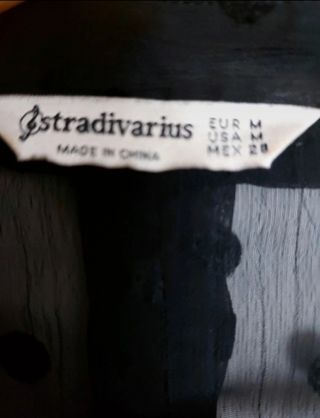 stradivarius
MADE IN CHINA
EUR M
USA M
MEX 28